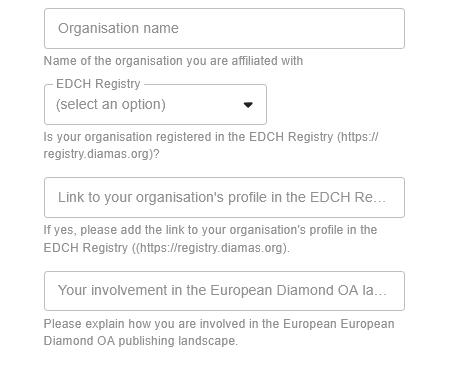 Organisation name
Name of the organisation you are affiliated with
EDCH Registry
(select an option)
Is your organisation registered in the EDCH Registry (https://
registry.diamas.org)?
Link to your organisation's profile in the EDCH Re...
If yes, please add the link to your organisation's profile in the
EDCH Registry ((https://registry.diamas.org).
Your involvement in the European Diamond OA la...
Please explain how you are involved in the European European
Diamond OA publishing landscape.